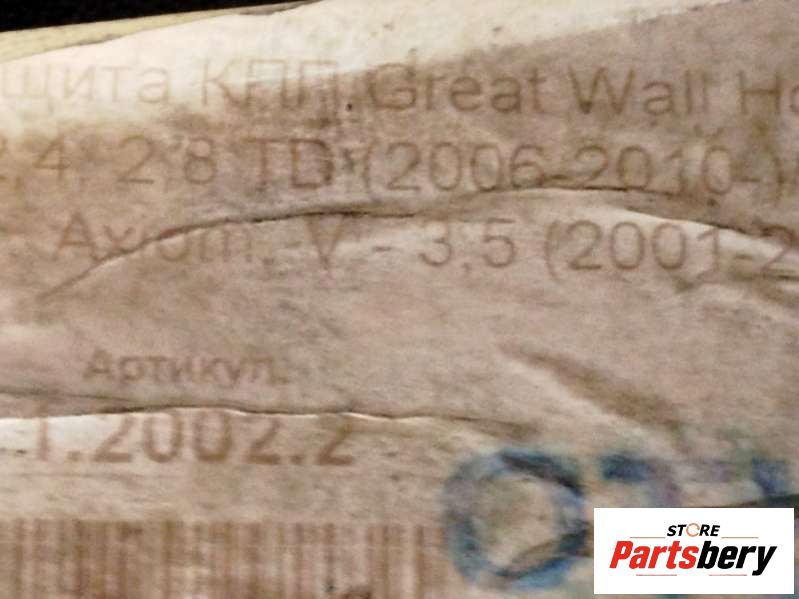 щита КПП Great Wall Ho
2,4, 2,8 TD (2006-2010-)
Axiom, V - 3,5 (2001-2
Артикул.
1.2002.2
STORE
Partsbery